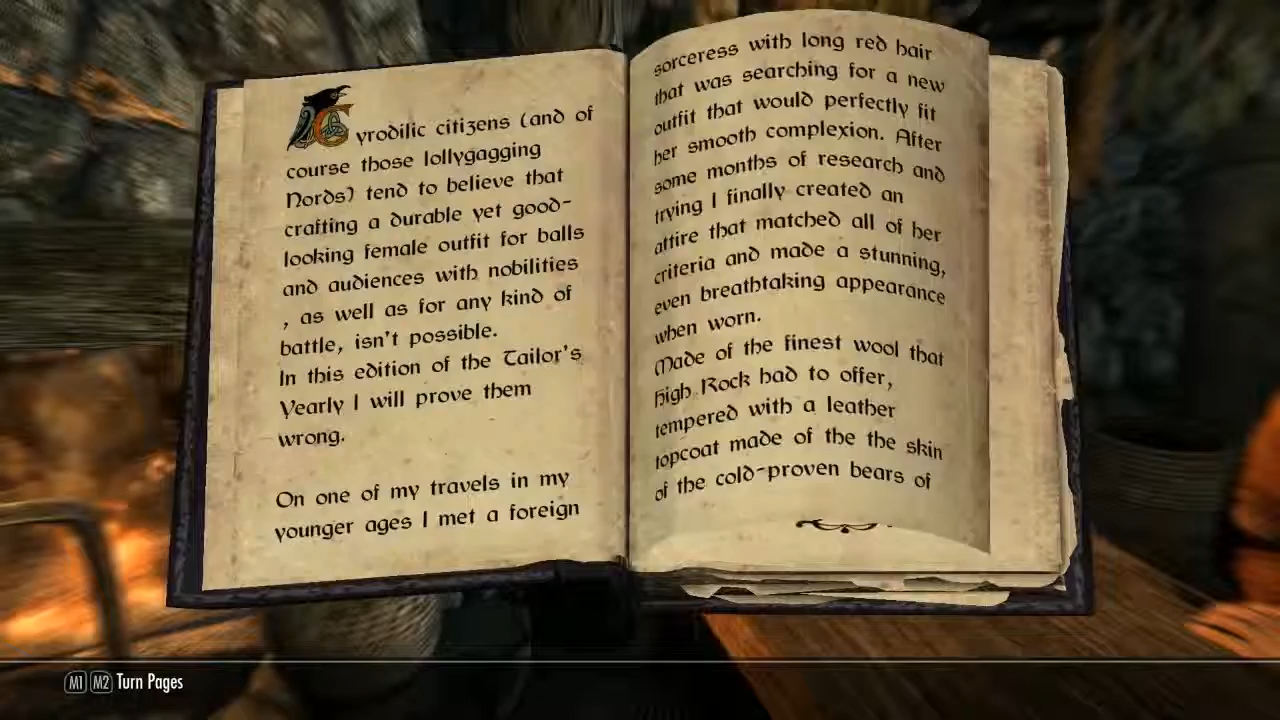 Cyrodilic citizens (and of
course those lollygagging
Nords) tend to believe that
crafting a durable yet good-
looking female outfit for balls
and audiences with nobilities
, as well as for any kind of
battle, isn't possible.
In this edition of the Tailor's
Yearly I will prove them
wrong.
On one of my travels in my
younger ages I met a foreign
sorceress with long red hair
that was searching for a new
outfit that would perfectly fit
her smooth complexion. After
some months of research and
trying I finally created an
attire that matched all of her
criteria and made a stunning,
even breathtaking appearance
when worn.
Made of the finest wool that
High Rock had to offer,
tempered with a leather
topcoat made of the the skin
of the cold-proven bears of
M1 M2 Turn Pages